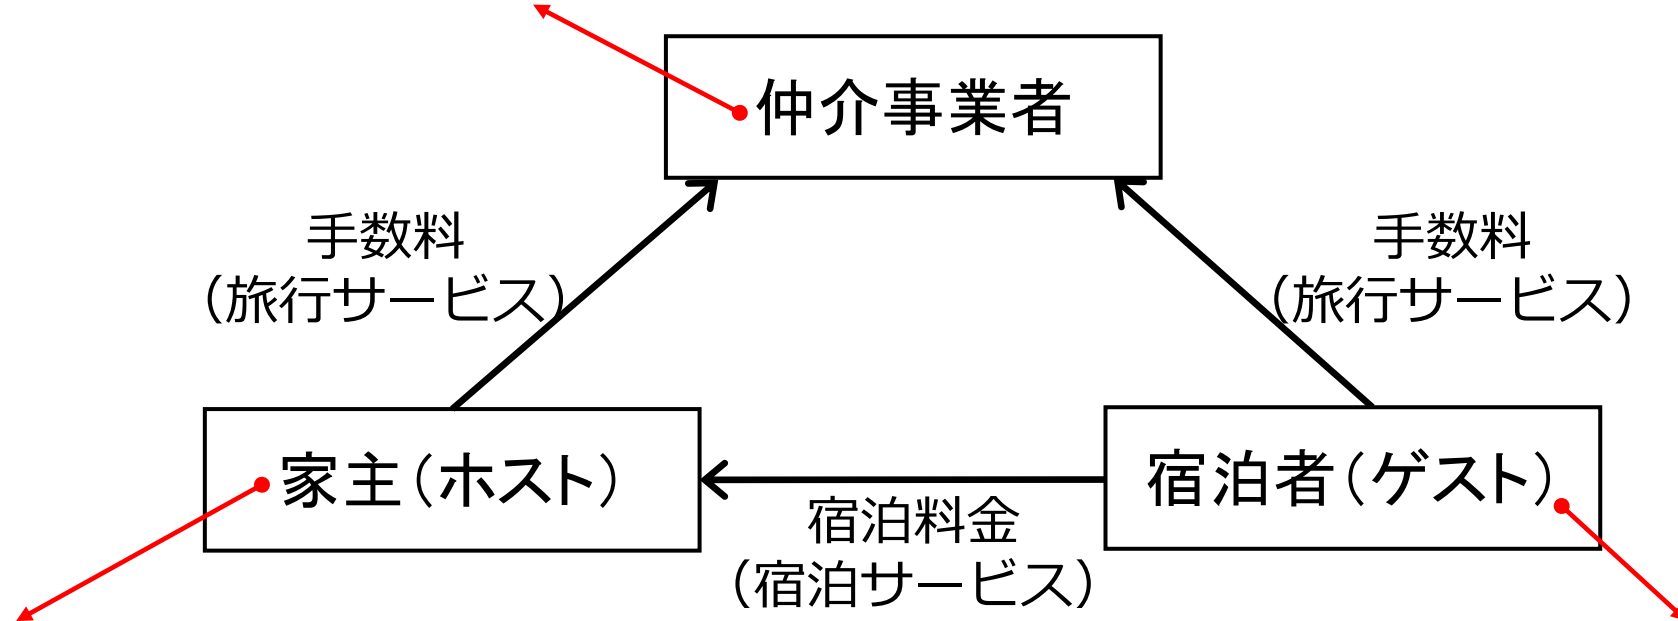 仲介事業者
手数料
（旅行サービス）
手数料
（旅行サービス）
家主（ホスト）
宿泊者（ゲスト）
宿泊料金
（宿泊サービス）